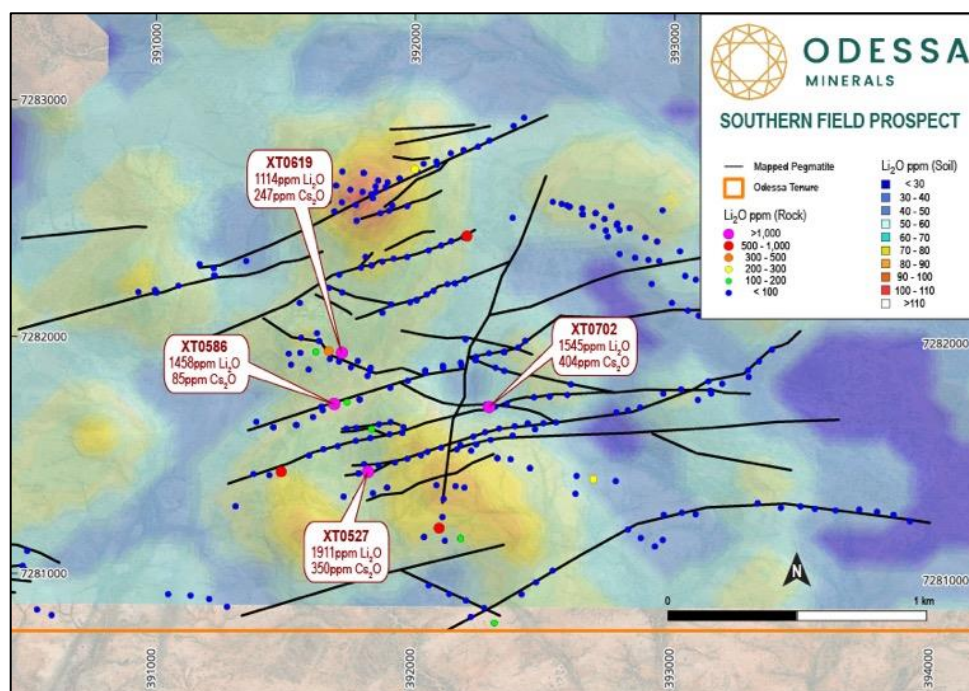 391000
392000
393000
7283000
7282000
7282000
7281000
7281000
391000
392000
393000
394000
ODESSA
MINERALS
SOUTHERN FIELD PROSPECT
Mapped Pegmatite
Odessa Tenure
Li₂O ppm (Rock)
>1,000
500 - 1,000
300 - 500
200 - 300
100 - 200
< 100
Li₂O ppm (Soil)
< 30
30 - 40
40 - 50
50 - 60
60 - 70
70 - 80
80 - 90
90 - 100
100 - 110
>110
XT0619
1114ppm Li₂O
247ppm Cs₂O
XT0586
1458ppm Li₂O
85ppm Cs₂O
XT0702
1545ppm Li₂O
404ppm Cs₂O
XT0527
1911ppm Li₂O
350ppm Cs₂O
N
0
1 km